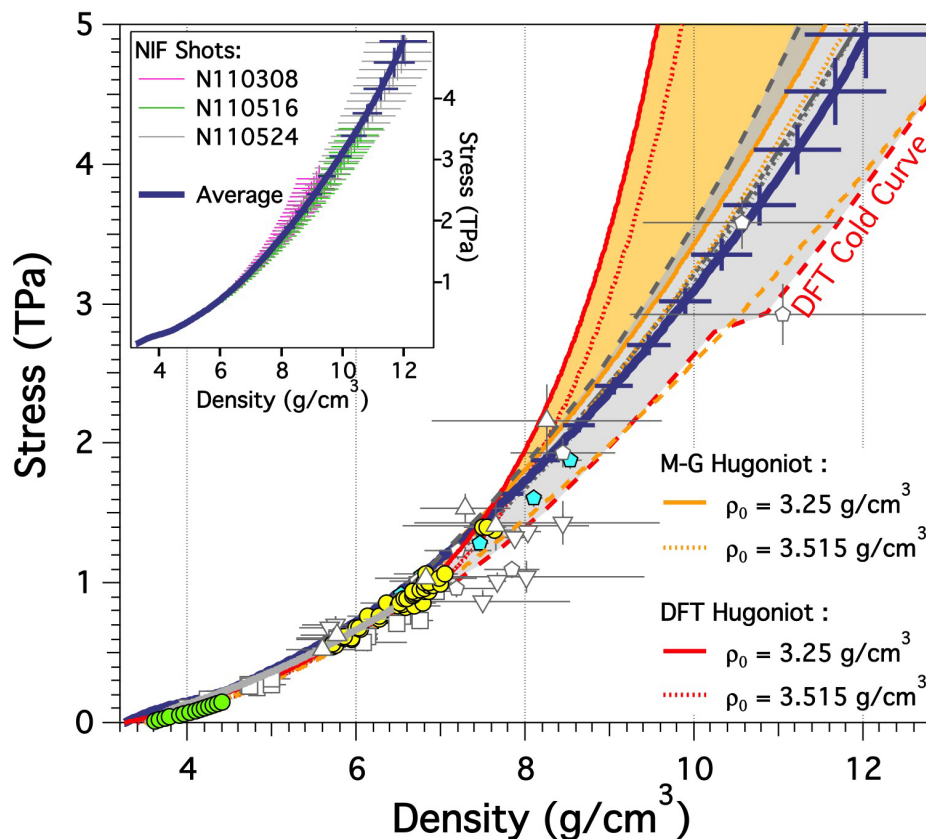 5
4
3
2
1
0
Stress (TPa)
4
6
8
10
12
Density (g/cm³)
NIF Shots:
N110308
N110516
N110524
Average
4
3
2
1
Stress (TPa)
4
6
8
10
12
Density (g/cm³)
DFT Cold Curve
M-G Hugoniot :
ρ₀ = 3.25 g/cm³
ρ₀ = 3.515 g/cm³
DFT Hugoniot :
ρ₀ = 3.25 g/cm³
ρ₀ = 3.515 g/cm³